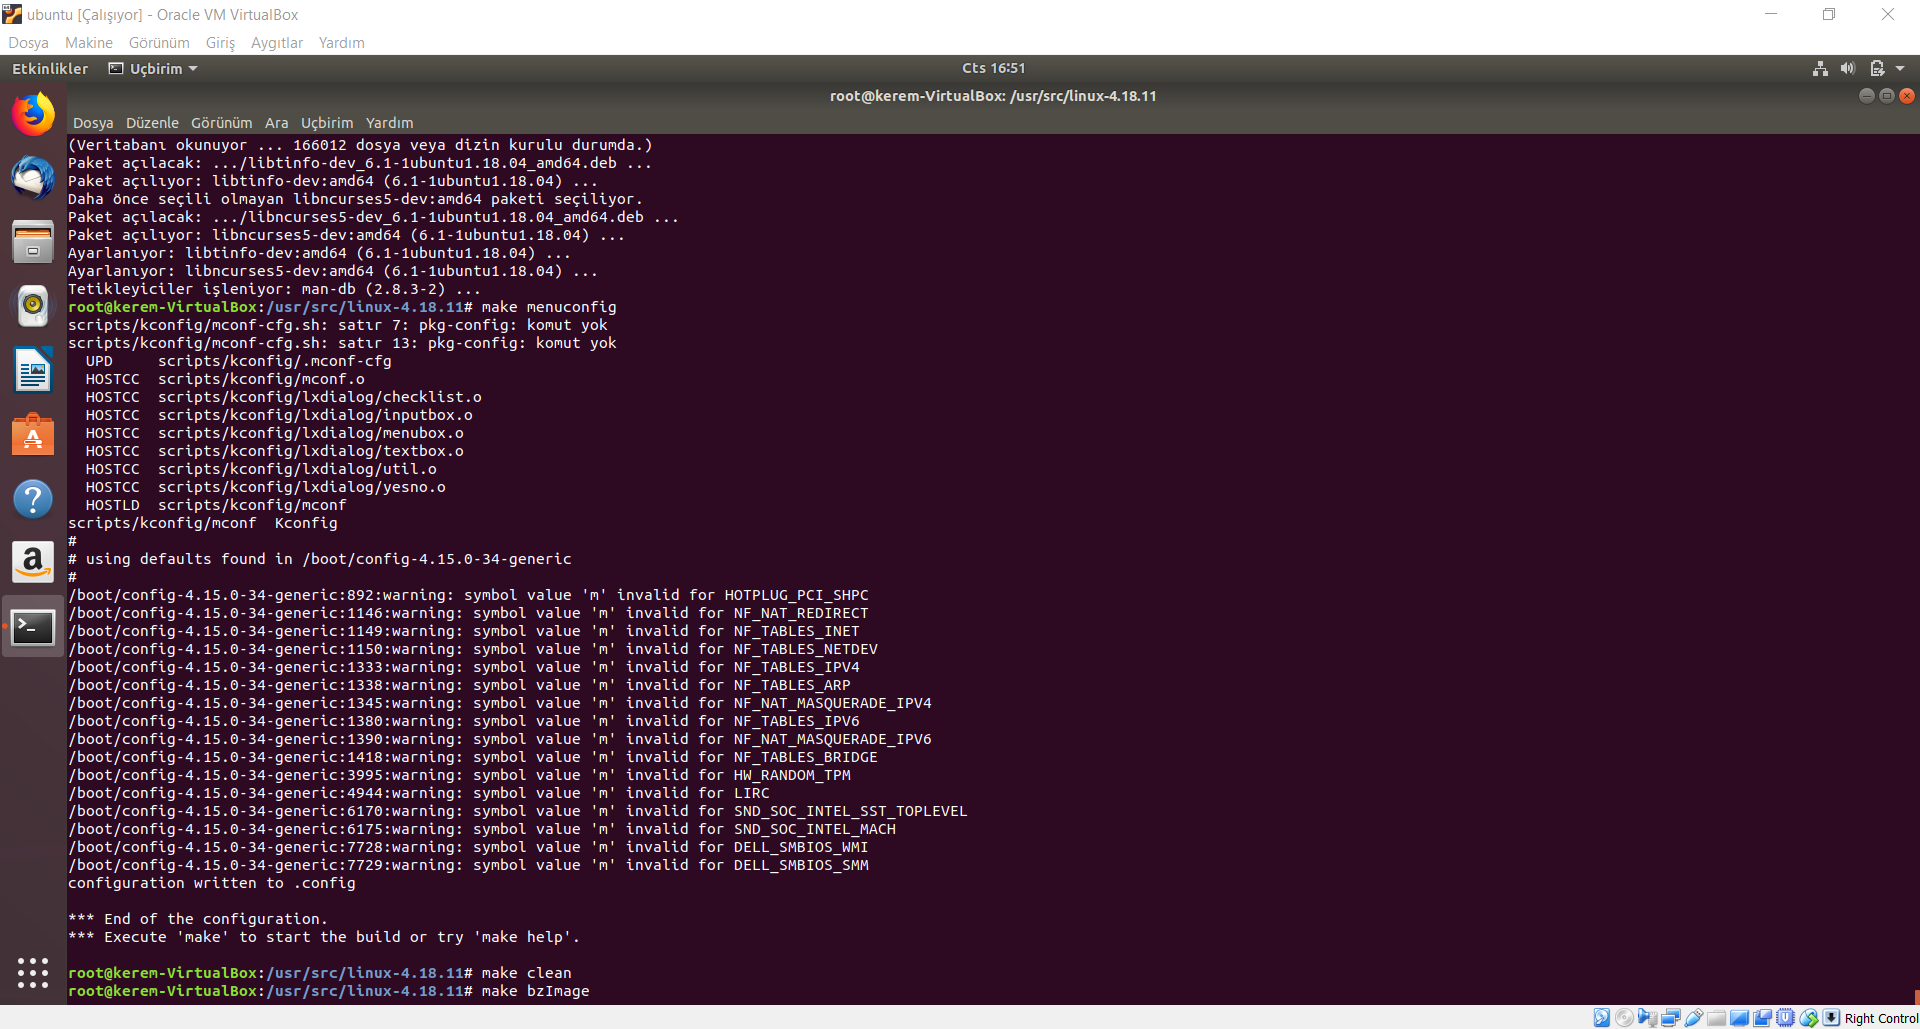 ubuntu [Çalışıyor] - Oracle VM VirtualBox
Dosya Makine Görünüm Giriş Aygıtlar Yardım
Etkinlikler Uçbirim Cts 16:51
root@kerem-VirtualBox: /usr/src/linux-4.18.11
Dosya Düzenle Görünüm Ara Uçbirim Yardım
(Veritabanı okunuyor ... 166012 dosya veya dizin kurulu durumda.)
Paket açılacak: .../libtinfo-dev_6.1-1ubuntu1.18.04_amd64.deb ...
Paket açılıyor: libtinfo-dev:amd64 (6.1-1ubuntu1.18.04) ...
Daha önce seçili olmayan libncurses5-dev:amd64 paketi seçiliyor.
Paket açılacak: .../libncurses5-dev_6.1-1ubuntu1.18.04_amd64.deb ...
Paket açılıyor: libncurses5-dev:amd64 (6.1-1ubuntu1.18.04) ...
Ayarlanıyor: libtinfo-dev:amd64 (6.1-1ubuntu1.18.04) ...
Ayarlanıyor: libncurses5-dev:amd64 (6.1-1ubuntu1.18.04) ...
Tetikleyiciler işleniyor: man-db (2.8.3-2) ...
root@kerem-VirtualBox:/usr/src/linux-4.18.11# make menuconfig
scripts/kconfig/mconf-cfg.sh: satır 7: pkg-config: komut yok
scripts/kconfig/mconf-cfg.sh: satır 13: pkg-config: komut yok
  UPD     scripts/kconfig/.mconf-cfg
  HOSTCC  scripts/kconfig/mconf.o
  HOSTCC  scripts/kconfig/lxdialog/checklist.o
  HOSTCC  scripts/kconfig/lxdialog/inputbox.o
  HOSTCC  scripts/kconfig/lxdialog/menubox.o
  HOSTCC  scripts/kconfig/lxdialog/textbox.o
  HOSTCC  scripts/kconfig/lxdialog/util.o
  HOSTCC  scripts/kconfig/lxdialog/yesno.o
  HOSTLD  scripts/kconfig/mconf
scripts/kconfig/mconf  Kconfig
#
# using defaults found in /boot/config-4.15.0-34-generic
#
/boot/config-4.15.0-34-generic:892:warning: symbol value 'm' invalid for HOTPLUG_PCI_SHPC
/boot/config-4.15.0-34-generic:1146:warning: symbol value 'm' invalid for NF_NAT_REDIRECT
/boot/config-4.15.0-34-generic:1149:warning: symbol value 'm' invalid for NF_TABLES_INET
/boot/config-4.15.0-34-generic:1150:warning: symbol value 'm' invalid for NF_TABLES_NETDEV
/boot/config-4.15.0-34-generic:1333:warning: symbol value 'm' invalid for NF_TABLES_IPV4
/boot/config-4.15.0-34-generic:1338:warning: symbol value 'm' invalid for NF_TABLES_ARP
/boot/config-4.15.0-34-generic:1345:warning: symbol value 'm' invalid for NF_NAT_MASQUERADE_IPV4
/boot/config-4.15.0-34-generic:1380:warning: symbol value 'm' invalid for NF_TABLES_IPV6
/boot/config-4.15.0-34-generic:1390:warning: symbol value 'm' invalid for NF_NAT_MASQUERADE_IPV6
/boot/config-4.15.0-34-generic:1418:warning: symbol value 'm' invalid for NF_TABLES_BRIDGE
/boot/config-4.15.0-34-generic:3995:warning: symbol value 'm' invalid for HW_RANDOM_TPM
/boot/config-4.15.0-34-generic:4944:warning: symbol value 'm' invalid for LIRC
/boot/config-4.15.0-34-generic:6170:warning: symbol value 'm' invalid for SND_SOC_INTEL_SST_TOPLEVEL
/boot/config-4.15.0-34-generic:6175:warning: symbol value 'm' invalid for SND_SOC_INTEL_MACH
/boot/config-4.15.0-34-generic:7728:warning: symbol value 'm' invalid for DELL_SMBIOS_WMI
/boot/config-4.15.0-34-generic:7729:warning: symbol value 'm' invalid for DELL_SMBIOS_SMM
configuration written to .config
*** End of the configuration.
*** Execute 'make' to start the build or try 'make help'.
root@kerem-VirtualBox:/usr/src/linux-4.18.11# make clean
root@kerem-VirtualBox:/usr/src/linux-4.18.11# make bzImage
Right Control